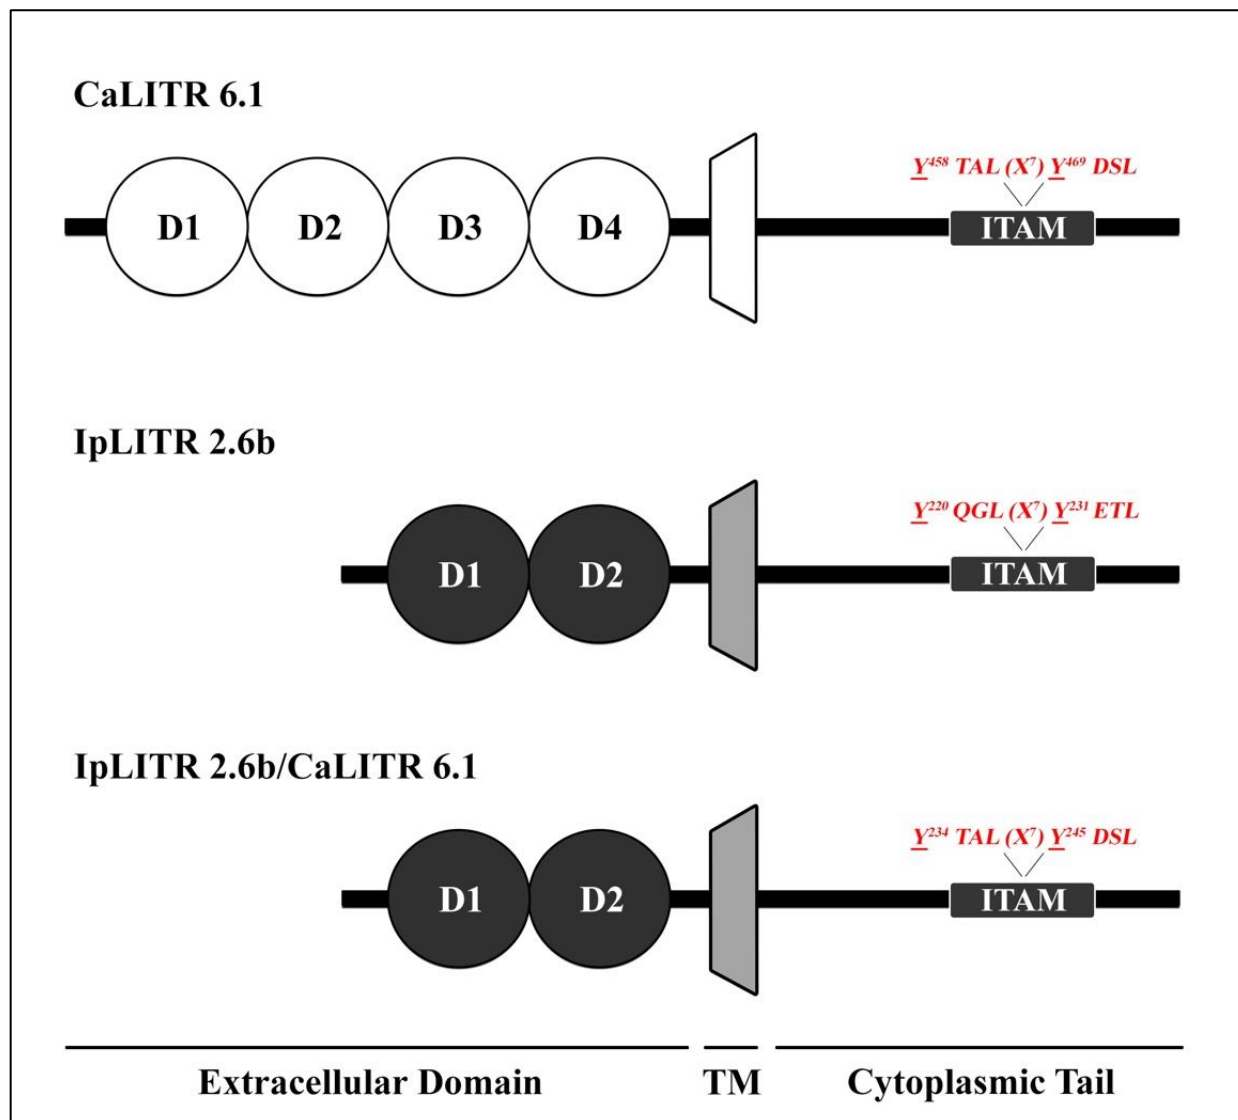 CaLITR 6.1
Y458 TAL (X7) Y469 DSL
D1 D2 D3 D4 ITAM
IpLITR 2.6b
Y220 QGL (X7) Y231 ETL
D1 D2 ITAM
IpLITR 2.6b/CaLITR 6.1
Y234 TAL (X7) Y245 DSL
D1 D2 ITAM
Extracellular Domain TM Cytoplasmic Tail